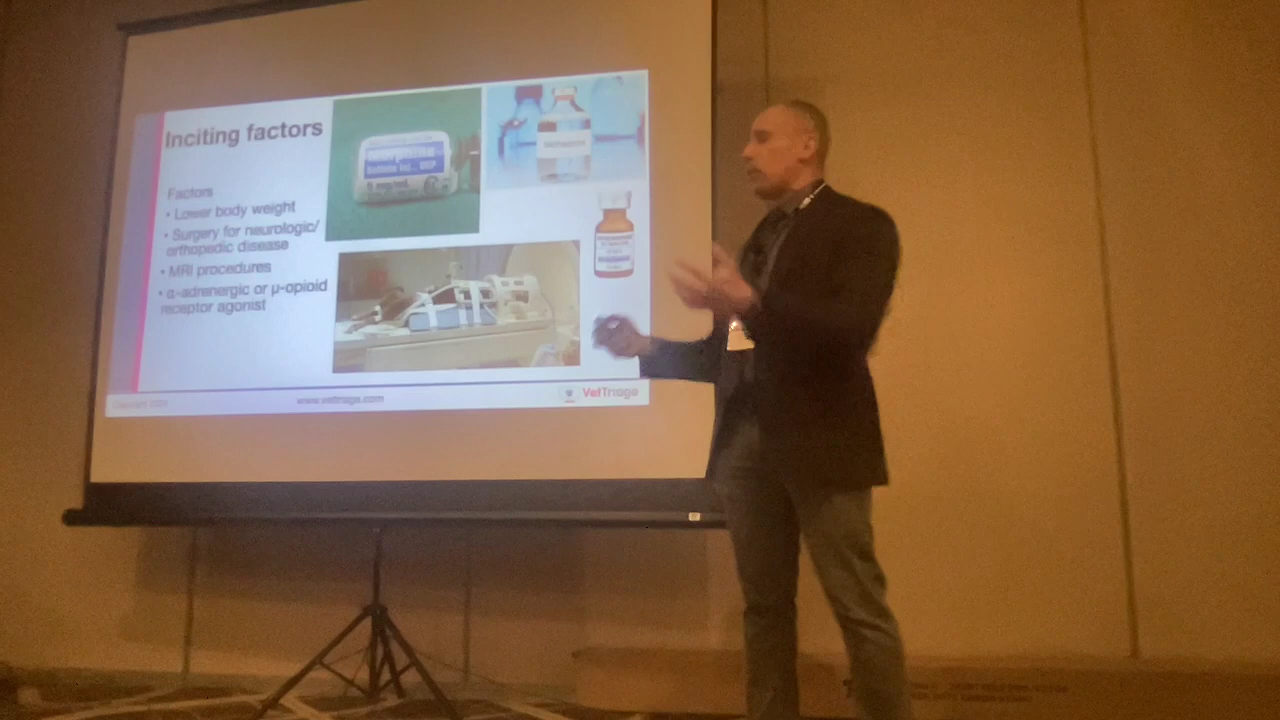 Inciting factors
Factors
• Lower body weight
• Surgery for neurologic/
orthopedic disease
• MRI procedures
• α-adrenergic or μ-opioid
receptor agonist
www.vettriage.com
VetTriage